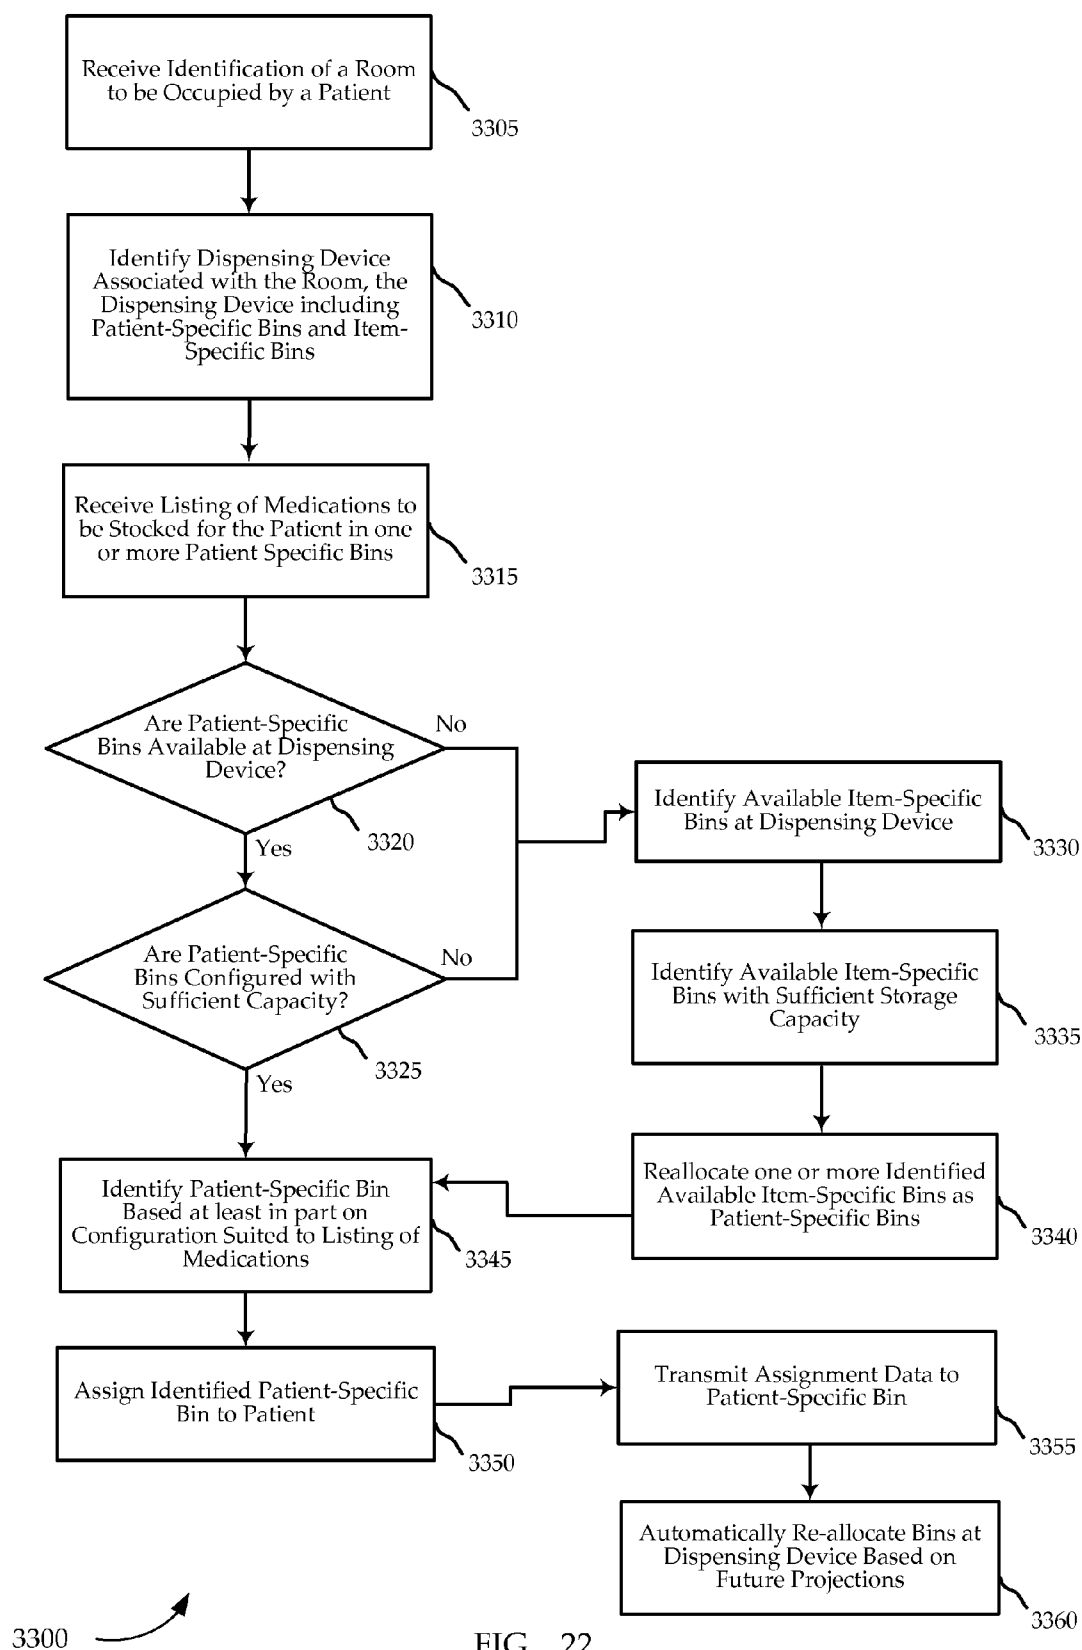 Receive Identification of a Room
to be Occupied by a Patient
3305
Identify Dispensing Device
Associated with the Room, the
Dispensing Device including
Patient-Specific Bins and Item-
Specific Bins
3310
Receive Listing of Medications to
be Stocked for the Patient in one
or more Patient Specific Bins
3315
Are Patient-Specific
Bins Available at Dispensing
Device?
No
3320
Yes
Are Patient-Specific
Bins Configured with
Sufficient Capacity?
No
3325
Yes
Identify Available Item-Specific
Bins at Dispensing Device
3330
Identify Available Item-Specific
Bins with Sufficient Storage
Capacity
3335
Reallocate one or more Identified
Available Item-Specific Bins as
Patient-Specific Bins
3340
Identify Patient-Specific Bin
Based at least in part on
Configuration Suited to Listing of
Medications
3345
Assign Identified Patient-Specific
Bin to Patient
3350
Transmit Assignment Data to
Patient-Specific Bin
3355
Automatically Re-allocate Bins at
Dispensing Device Based on
Future Projections
3360
3300
FIG. 22